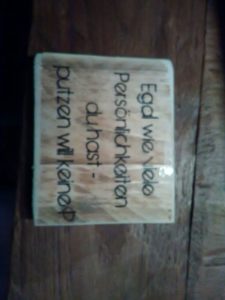 Egal wie viele
Persönlichkeiten
du hast -
putzen will keine